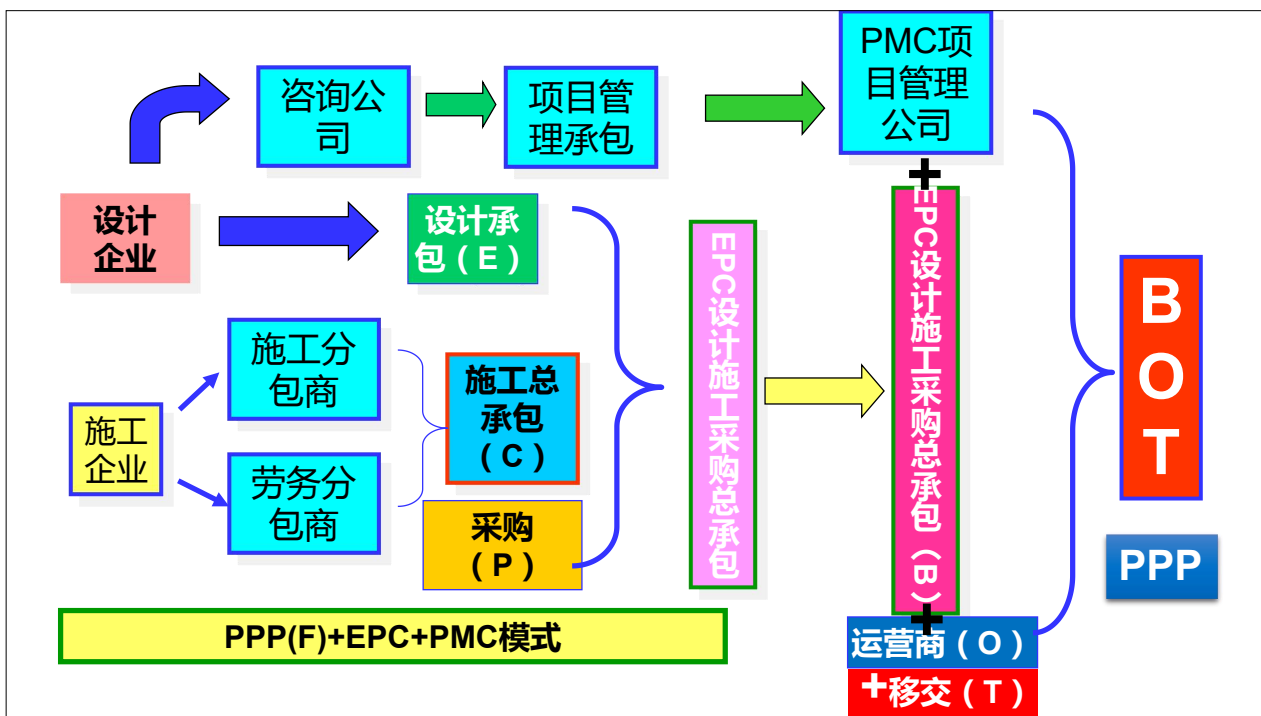 咨询公
司
项目管
理承包
PMC项
目管理
公司
设计
企业
设计承
包（E）
施工
企业
施工分
包商
劳务分
包商
施工总
承包
（C）
采购
（P）
EPC设计施工采购总承包
+
EPC设计施工采购总承包（B）
+
运营商（O）
+移交（T）
B
O
T
PPP
PPP(F)+EPC+PMC模式